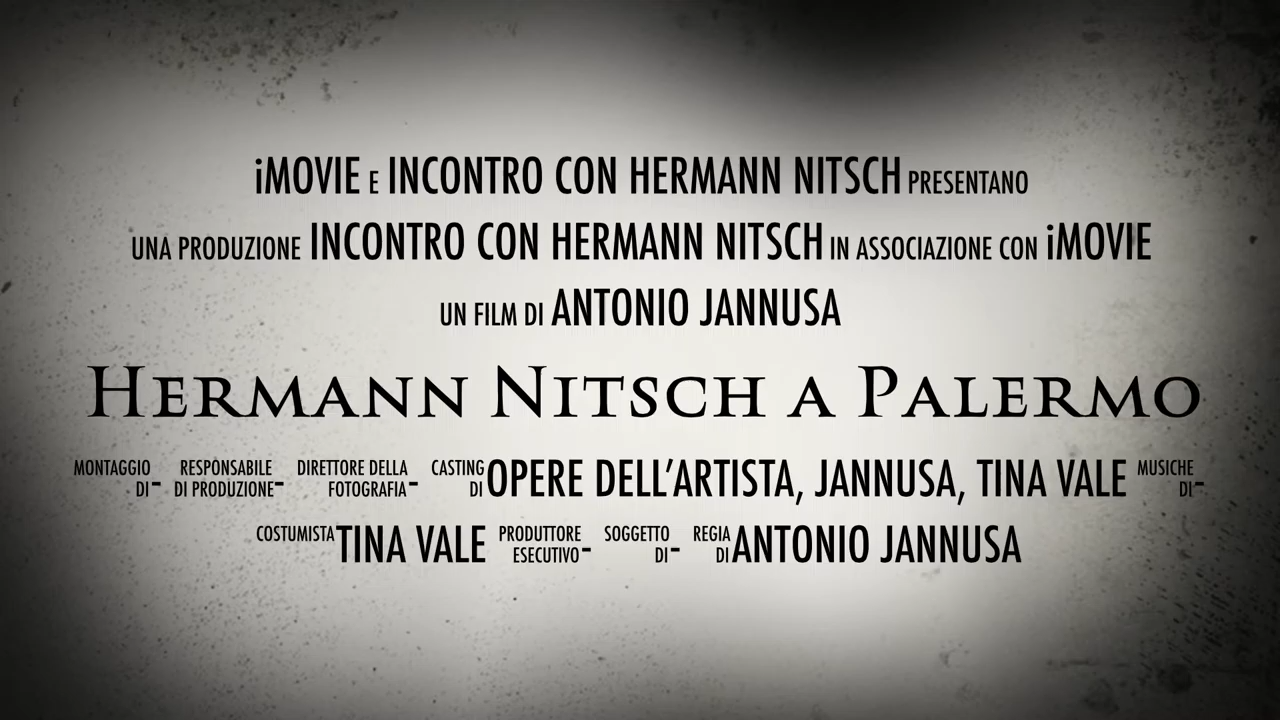 iMOVIE E INCONTRO CON HERMANN NITSCH PRESENTANO
UNA PRODUZIONE INCONTRO CON HERMANN NITSCH IN ASSOCIAZIONE CON iMOVIE
UN FILM DI ANTONIO JANNUSA
HERMANN NITSCH A PALERMO
MONTAGGIO DI- RESPONSABILE DI PRODUZIONE- DIRETTORE DELLA FOTOGRAFIA- CASTING DI OPERE DELL'ARTISTA, JANNUSA, TINA VALE MUSICHE DI-
COSTUMISTA TINA VALE PRODUTTORE ESECUTIVO- SOGGETTO DI- REGIA DI ANTONIO JANNUSA